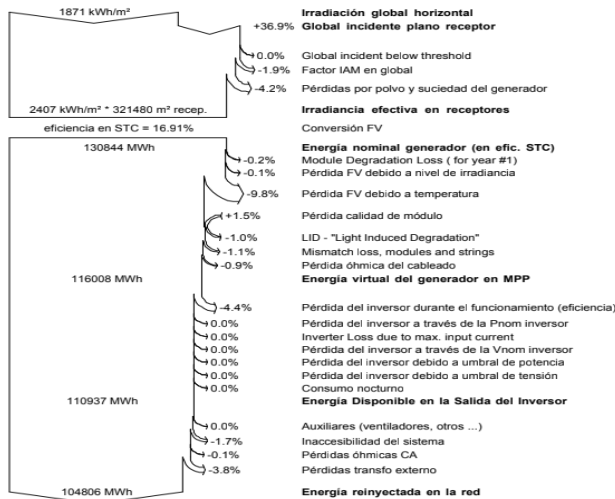 1871 kWh/m² Irradiación global horizontal
+36.9% Global incidente plano receptor
0.0% Global incident below threshold
-1.9% Factor IAM en global
-4.2% Pérdidas por polvo y suciedad del generador
2407 kWh/m² * 321480 m² recep. Irradiancia efectiva en receptores
eficiencia en STC = 16.91% Conversión FV
Energía nominal generador (en efic. STC)
130844 MWh
-0.2% Module Degradation Loss ( for year #1)
-0.1% Pérdida FV debido a nivel de irradiancia
-9.8% Pérdida FV debido a temperatura
+1.5% Pérdida calidad de módulo
-1.0% LID - "Light Induced Degradation"
-1.1% Mismatch loss, modules and strings
-0.9% Pérdida óhmica del cableado
116008 MWh Energía virtual del generador en MPP
-4.4% Pérdida del inversor durante el funcionamiento (eficiencia)
0.0% Pérdida del inversor a través de la Pnom inversor
0.0% Inverter Loss due to max. input current
0.0% Pérdida del inversor a través de la Vnom inversor
0.0% Pérdida del inversor debido a umbral de potencia
0.0% Pérdida del inversor debido a umbral de tensión
0.0% Consumo nocturno
110937 MWh Energía Disponible en la Salida del Inversor
0.0% Auxiliares (ventiladores, otros ...)
-1.7% Inaccesibilidad del sistema
-0.1% Pérdidas óhmicas CA
-3.8% Pérdidas transfo externo
104806 MWh Energía reinyectada en la red